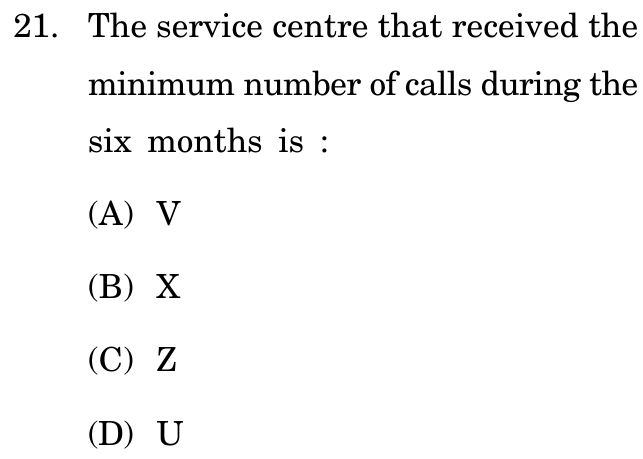 21. The service centre that received the
minimum number of calls during the
six months is :
(A) V
(B) X
(C) Z
(D) U